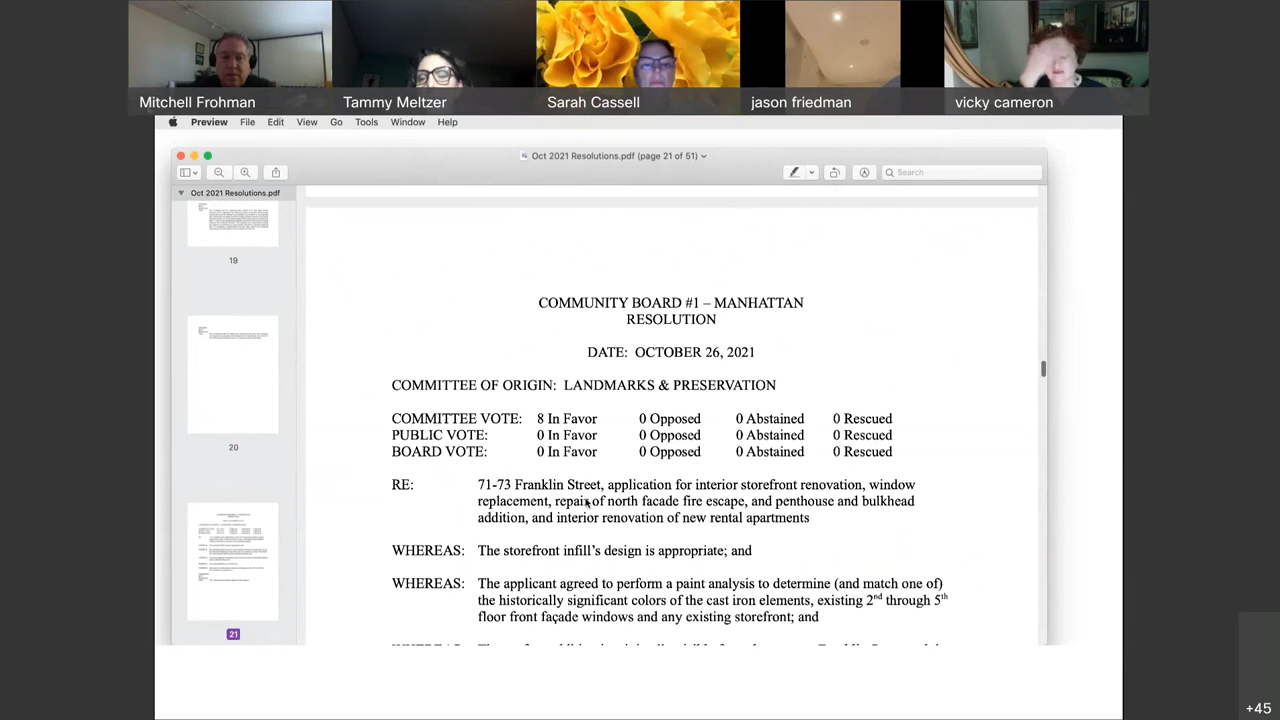 Mitchell Frohman
Tammy Meltzer
Sarah Cassell
jason friedman
vicky cameron
Preview File Edit View Go Tools Window Help
Oct 2021 Resolutions.pdf (page 21 of 51)
Search
Oct 2021 Resolutions.pdf
19
20
21
COMMUNITY BOARD #1 – MANHATTAN
RESOLUTION
DATE: OCTOBER 26, 2021
COMMITTEE OF ORIGIN: LANDMARKS & PRESERVATION
COMMITTEE VOTE: 8 In Favor 0 Opposed 0 Abstained 0 Rescued
PUBLIC VOTE: 0 In Favor 0 Opposed 0 Abstained 0 Rescued
BOARD VOTE: 0 In Favor 0 Opposed 0 Abstained 0 Rescued
RE: 71-73 Franklin Street, application for interior storefront renovation, window
replacement, repair of north facade fire escape, and penthouse and bulkhead
addition, and interior renovation of new rental apartments
WHEREAS: The storefront infill's design is appropriate; and
WHEREAS: The applicant agreed to perform a paint analysis to determine (and match one of)
the historically significant colors of the cast iron elements, existing 2nd through 5th
floor front façade windows and any existing storefront; and
+45